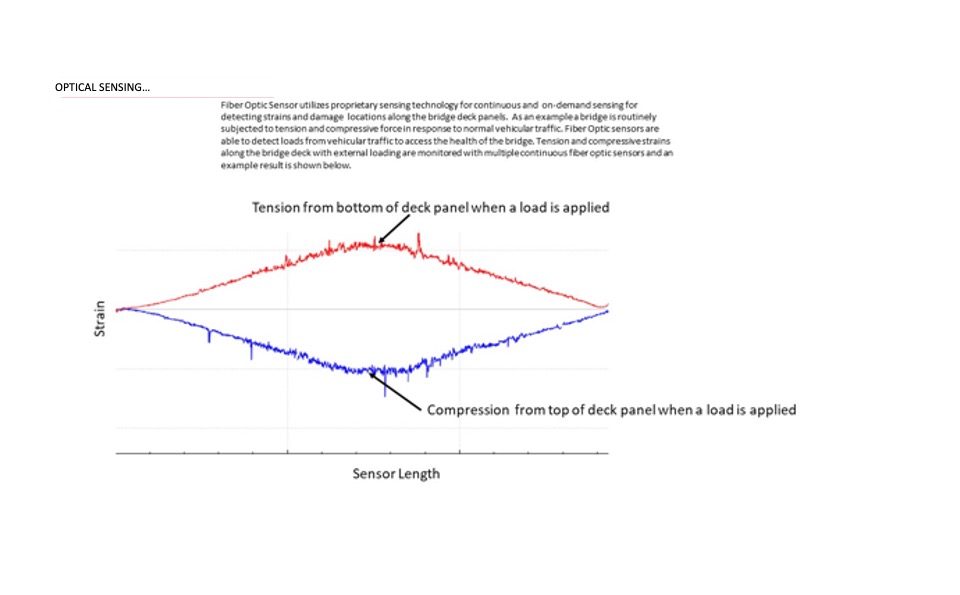 OPTICAL SENSING...
Fiber Optic Sensor utilizes proprietary sensing technology for continuous and on-demand sensing for
detecting strains and damage locations along the bridge deck panels. As an example a bridge is routinely
subjected to tension and compressive force in response to normal vehicular traffic. Fiber Optic sensors are
able to detect loads from vehicular traffic to access the health of the bridge. Tension and compressive strains
along the bridge deck with external loading are monitored with multiple continuous fiber optic sensors and an
example result is shown below.
Tension from bottom of deck panel when a load is applied
Strain
Compression from top of deck panel when a load is applied
Sensor Length